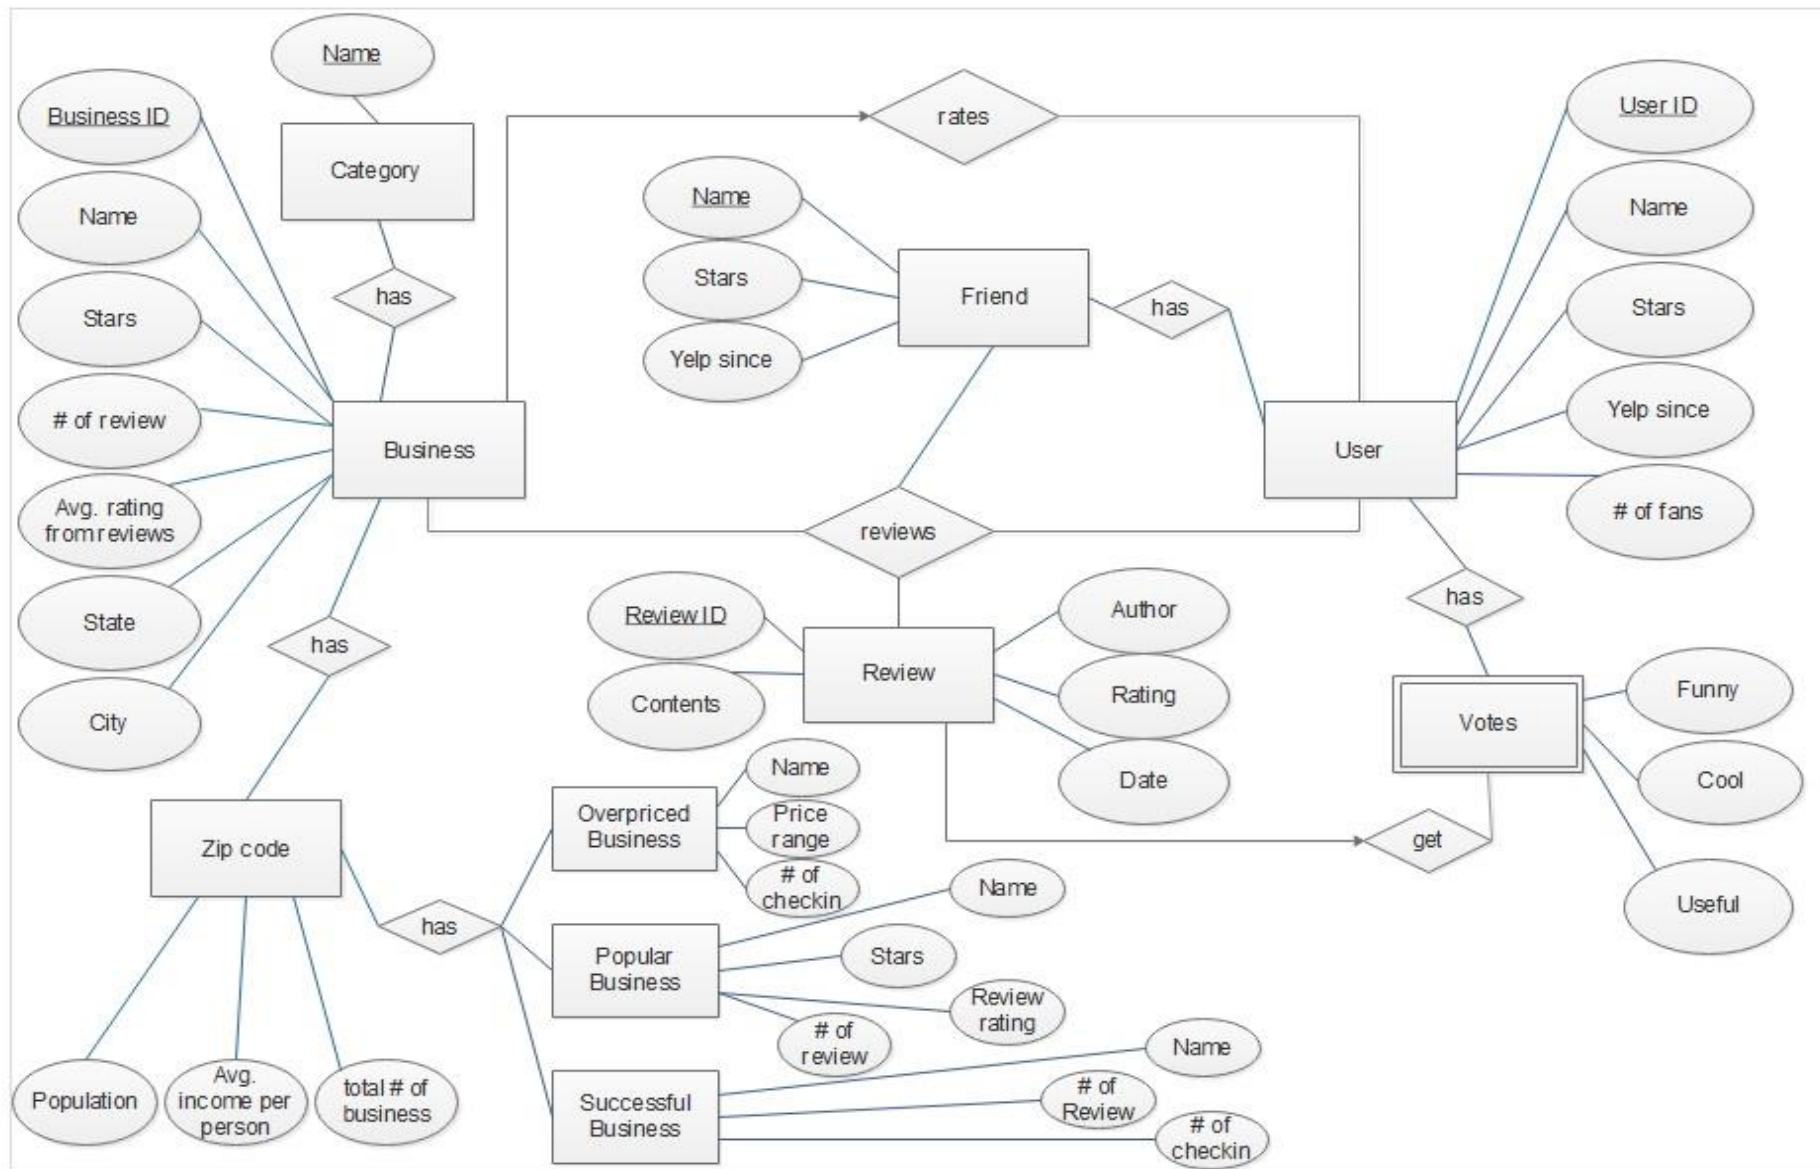 Name
Business ID
Category
Name
has
Stars
# of review
Business
Avg. rating
from reviews
State
has
City
rates
Name
Stars
Yelp since
Friend
has
User ID
Name
Stars
Yelp since
# of fans
User
reviews
has
Review ID
Contents
Review
Author
Rating
Date
Votes
Funny
Cool
Useful
get
Zip code
Population
Avg.
income per
person
total # of
business
has
Overpriced
Business
Name
Price
range
# of
checkin
Popular
Business
Name
Stars
Review
rating
# of
review
Successful
Business
Name
# of
Review
# of
checkin